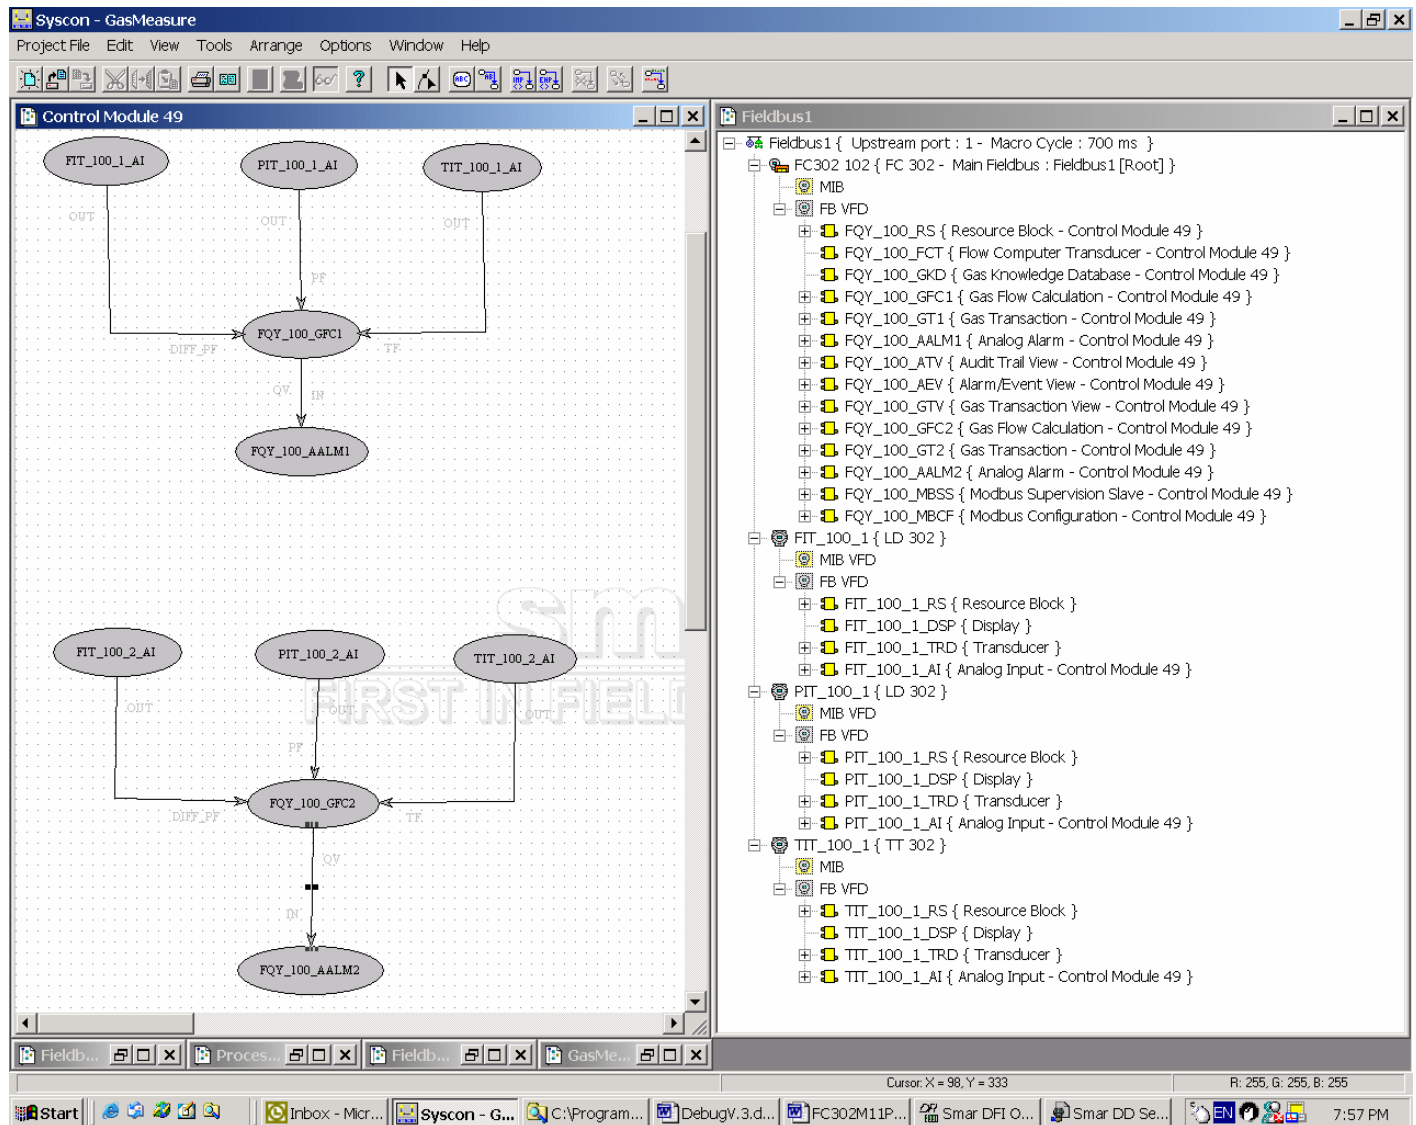 Syscon - GasMeasure
Project File Edit View Tools Arrange Options Window Help
Control Module 49
FIT_100_1_AI
PIT_100_1_AI
TIT_100_1_AI
OUT
OUT
OUT
PF
FQY_100_GFC1
DIFF_PF
TF
QV
IN
FQY_100_AALM1
smar
FIRST IN FIELD
FIT_100_2_AI
PIT_100_2_AI
TIT_100_2_AI
OUT
OUT
OUT
PF
FQY_100_GFC2
DIFF_PF
TF
QV
IN
FQY_100_AALM2
Fieldbus1
Fieldbus1 { Upstream port : 1 - Macro Cycle : 700 ms }
FC302 102 { FC 302 - Main Fieldbus : Fieldbus1 [Root] }
MIB
FB VFD
FQY_100_RS { Resource Block - Control Module 49 }
FQY_100_FCT { Flow Computer Transducer - Control Module 49 }
FQY_100_GKD { Gas Knowledge Database - Control Module 49 }
FQY_100_GFC1 { Gas Flow Calculation - Control Module 49 }
FQY_100_GT1 { Gas Transaction - Control Module 49 }
FQY_100_AALM1 { Analog Alarm - Control Module 49 }
FQY_100_ATV { Audit Trail View - Control Module 49 }
FQY_100_AEV { Alarm/Event View - Control Module 49 }
FQY_100_GTV { Gas Transaction View - Control Module 49 }
FQY_100_GFC2 { Gas Flow Calculation - Control Module 49 }
FQY_100_GT2 { Gas Transaction - Control Module 49 }
FQY_100_AALM2 { Analog Alarm - Control Module 49 }
FQY_100_MBSS { Modbus Supervision Slave - Control Module 49 }
FQY_100_MBCF { Modbus Configuration - Control Module 49 }
FIT_100_1 { LD 302 }
MIB VFD
FB VFD
FIT_100_1_RS { Resource Block }
FIT_100_1_DSP { Display }
FIT_100_1_TRD { Transducer }
FIT_100_1_AI { Analog Input - Control Module 49 }
PIT_100_1 { LD 302 }
MIB VFD
FB VFD
PIT_100_1_RS { Resource Block }
PIT_100_1_DSP { Display }
PIT_100_1_TRD { Transducer }
PIT_100_1_AI { Analog Input - Control Module 49 }
TIT_100_1 { TT 302 }
MIB
FB VFD
TIT_100_1_RS { Resource Block }
TIT_100_1_DSP { Display }
TIT_100_1_TRD { Transducer }
TIT_100_1_AI { Analog Input - Control Module 49 }
Fieldb... Proces... Fieldb... GasMe...
Cursor: X = 98, Y = 333 R: 255, G: 255, B: 255
Start Inbox - Micr... Syscon - G... C:\Program... DebugV.3.d... FC302M11P... Smar DFI O... Smar DD Se... EN 7:57 PM